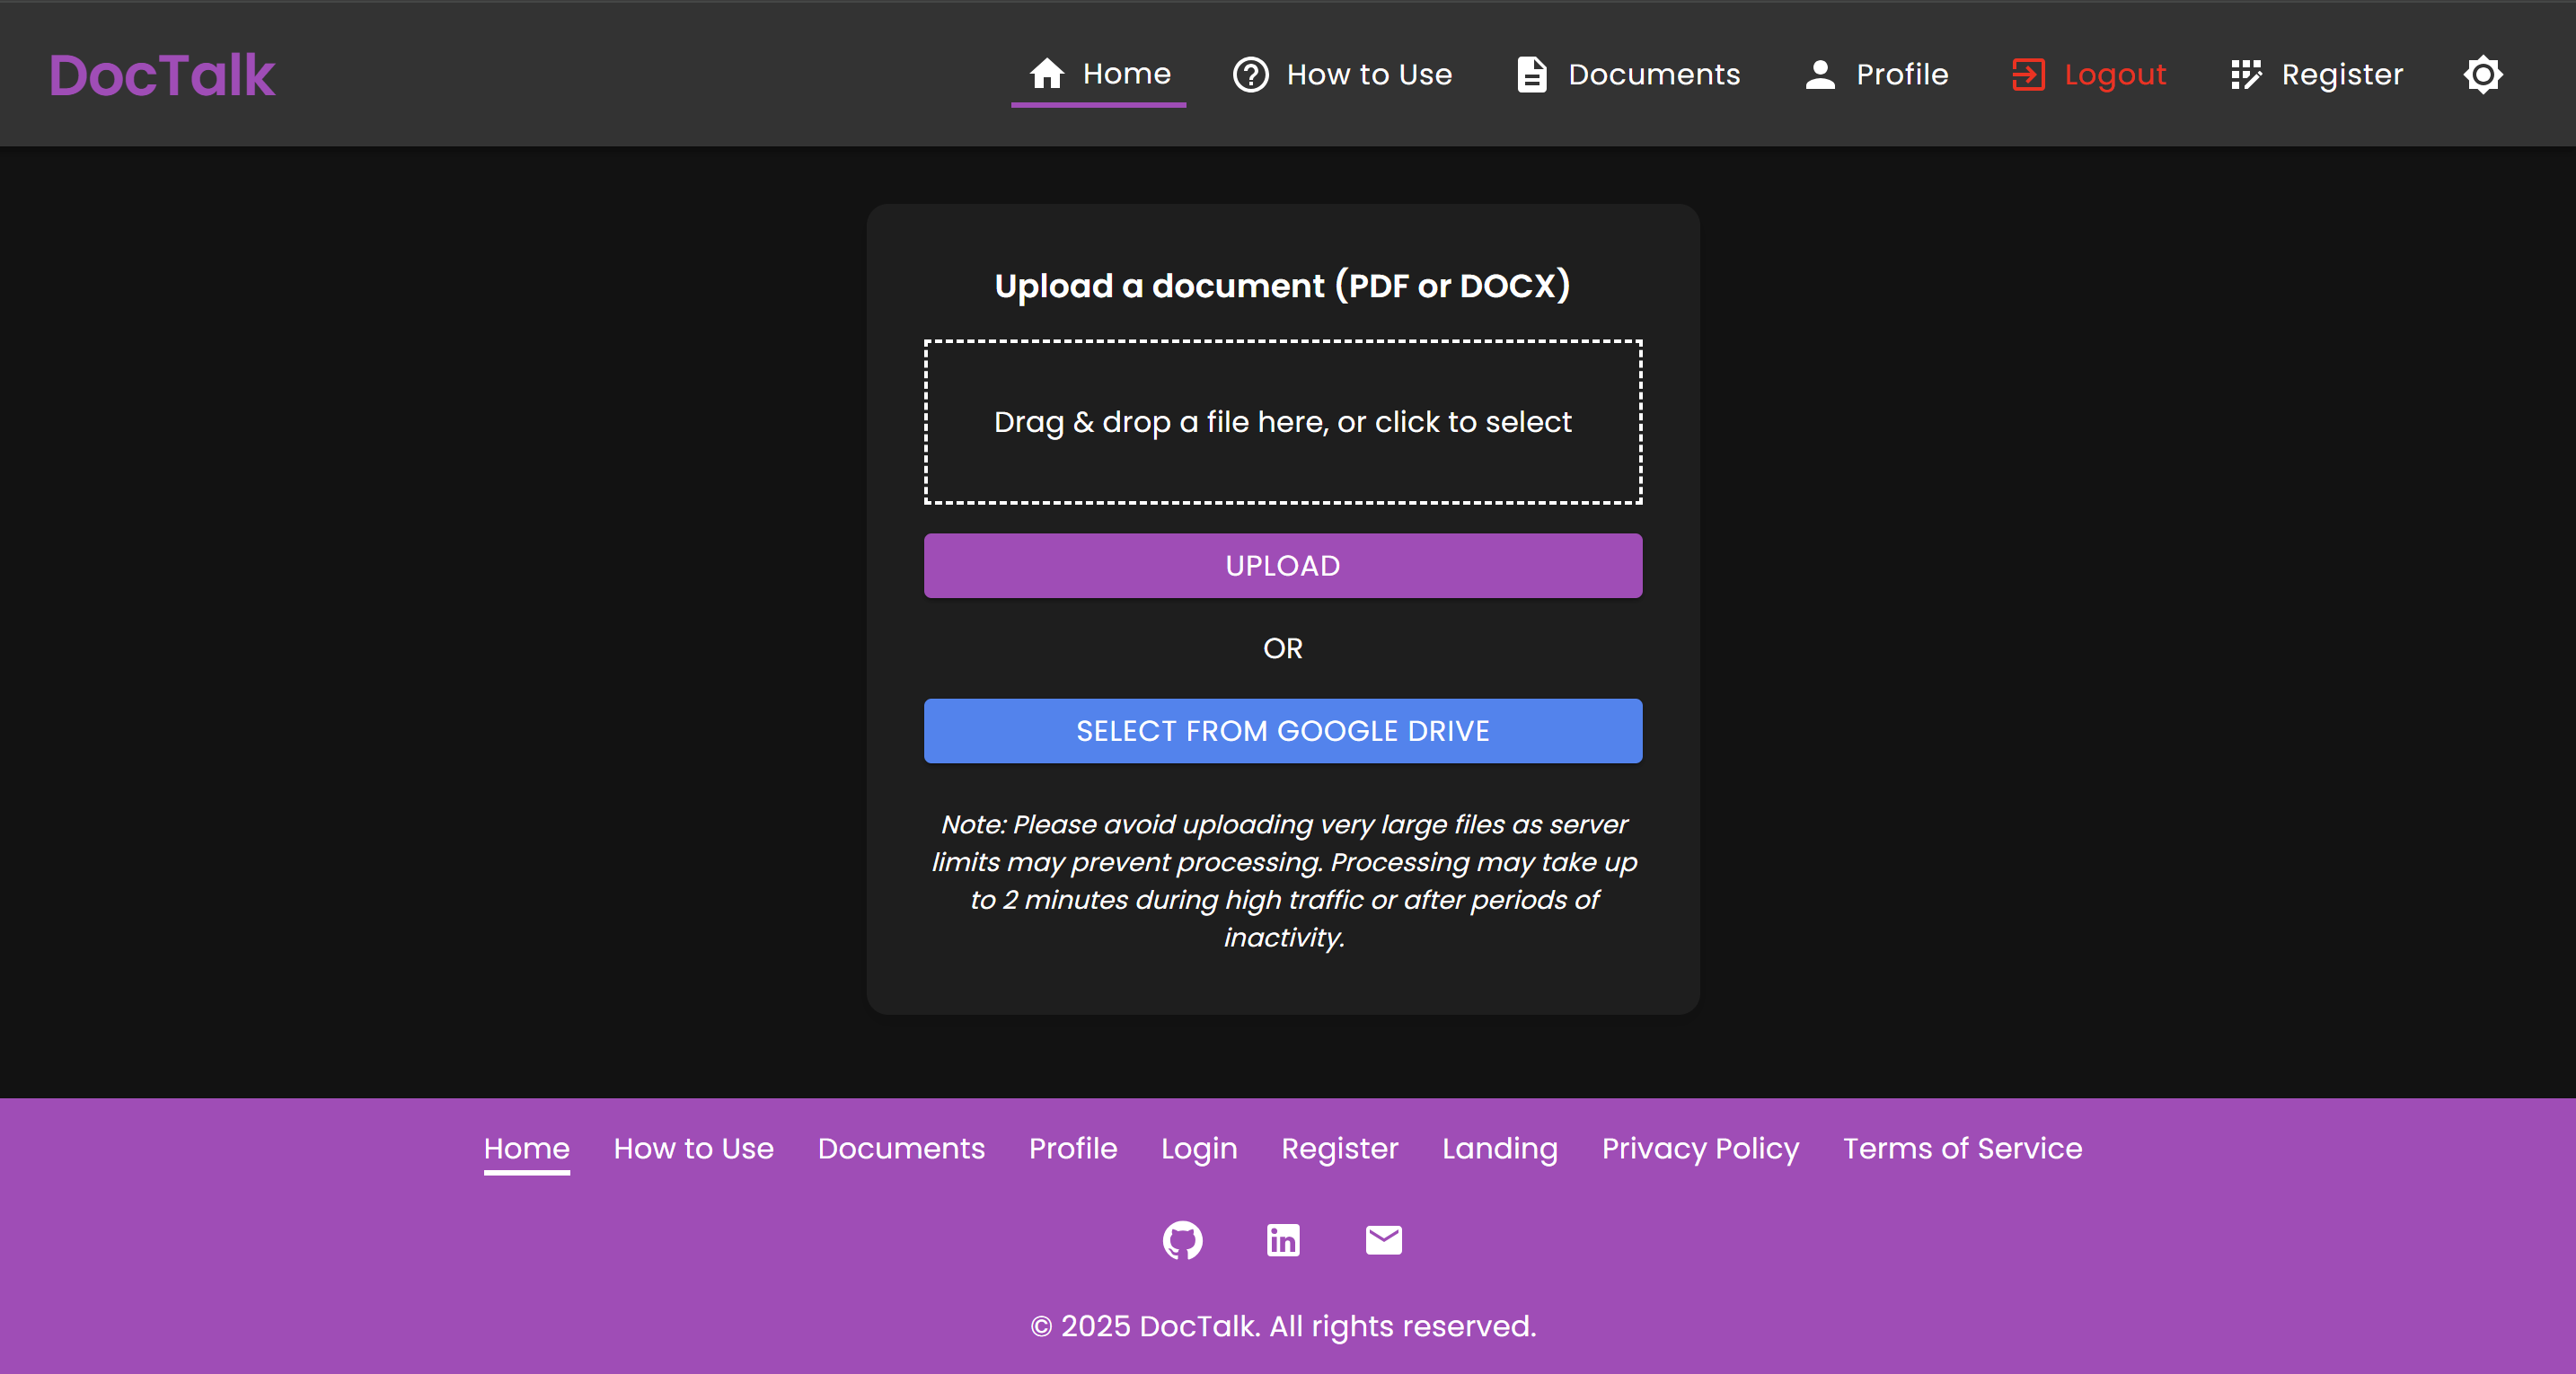 DocTalk
Home
How to Use
Documents
Profile
Logout
Register
Upload a document (PDF or DOCX)
Drag & drop a file here, or click to select
UPLOAD
OR
SELECT FROM GOOGLE DRIVE
Note: Please avoid uploading very large files as server
limits may prevent processing. Processing may take up
to 2 minutes during high traffic or after periods of
inactivity.
Home
How to Use
Documents
Profile
Login
Register
Landing
Privacy Policy
Terms of Service
© 2025 DocTalk. All rights reserved.